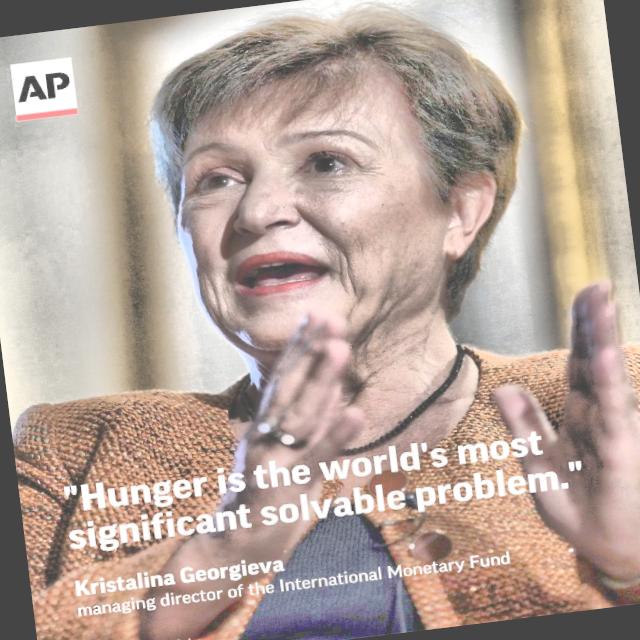 AP
"Hunger is the world's most
significant solvable problem."
Kristalina Georgieva
managing director of the International Monetary Fund